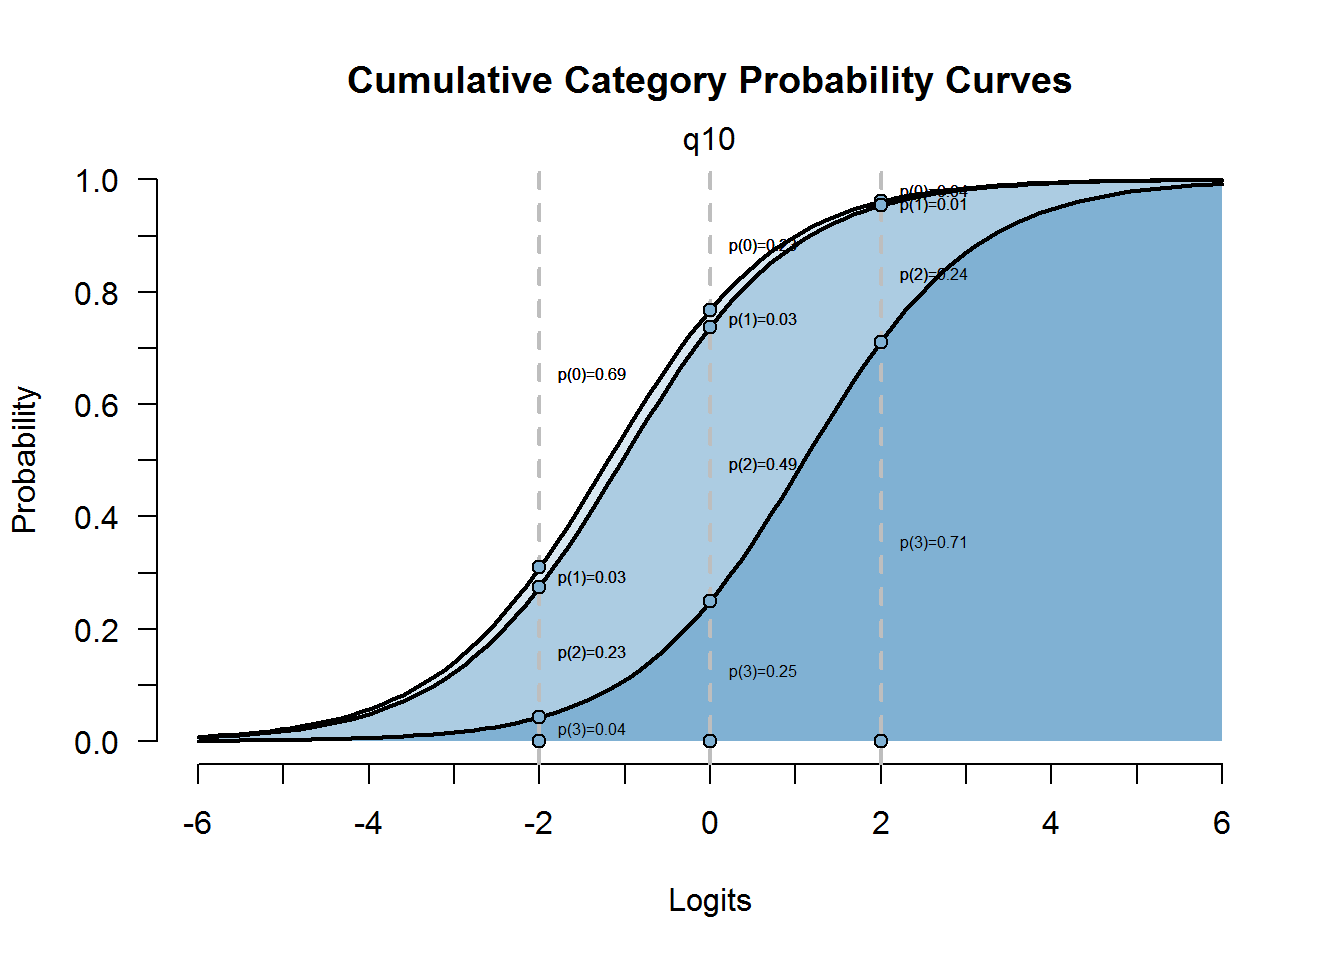 Cumulative Category Probability Curves
q10
1.0
0.8
0.6
0.4
0.2
0.0
Probability
p(0)=0.69
p(1)=0.03
p(2)=0.23
p(3)=0.04
p(0)=0.23
p(1)=0.03
p(2)=0.49
p(3)=0.25
p(0)=0.04
p(1)=0.01
p(2)=0.24
p(3)=0.71
-6
-4
-2
0
2
4
6
Logits